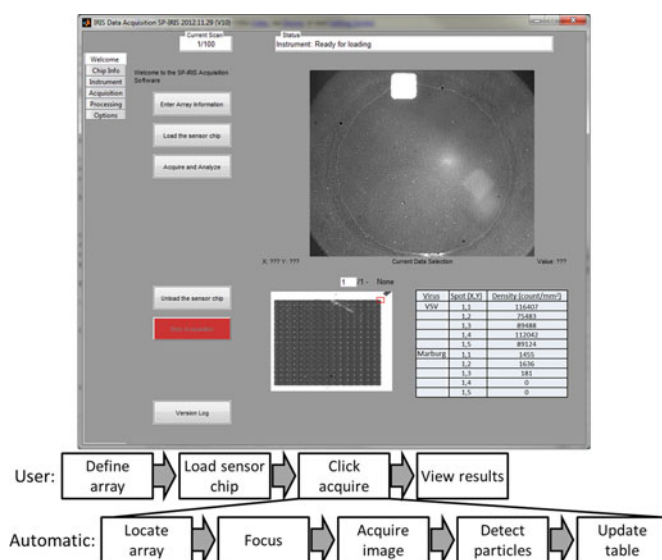 IRIS Data Acquisition SP-IRIS 2012.11.29 (V10)
Current Scan
1/100
Status
Instrument: Ready for loading
Welcome
Chip Info
Instrument
Acquisition
Processing
Options
Welcome to the SP-IRIS Acquisition
Software
Enter Array Information
Load the sensor chip
Acquire and Analyze
X: ??? Y: ???
Current Data Selection
Value: ???
1 /1 - None
Unload the sensor chip
Version Log
Virus Spot (X,Y) Density (count/mm²)
VSV 1,1 116407
1,2 75483
1,3 89488
1,4 112042
1,5 89124
Marburg 1,1 1455
1,2 1636
1,3 181
1,4 0
1,5 0
User:
Define
array
Load sensor
chip
Click
acquire
View results
Automatic:
Locate
array
Focus
Acquire
image
Detect
particles
Update
table